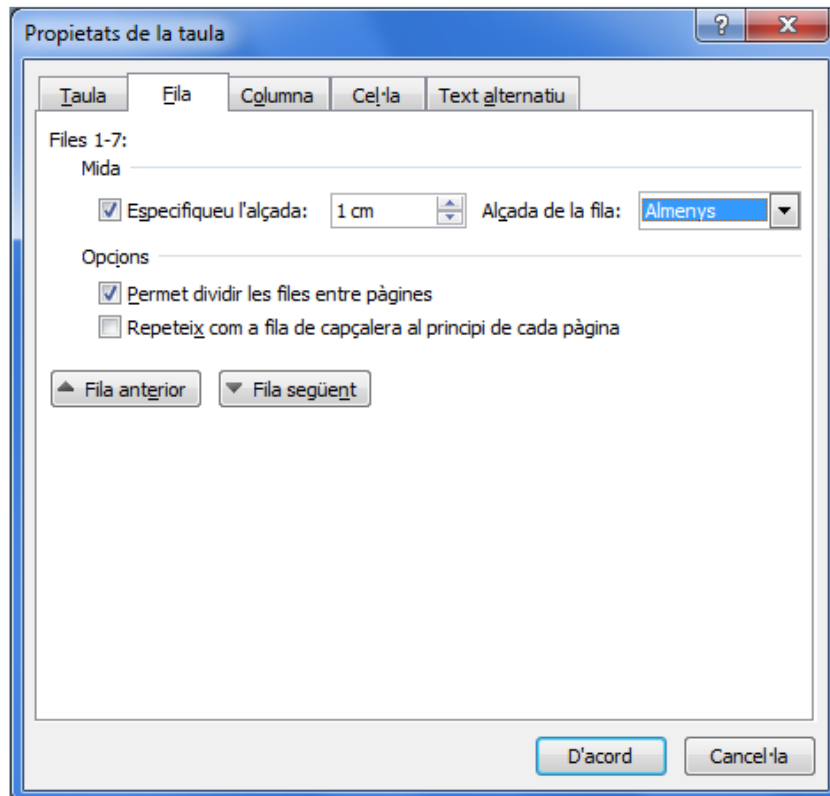 Propietats de la taula
Taula Fila Columna Cel·la Text alternatiu
Files 1-7:
Mida
Especifiqueu l'alçada: 1 cm Alçada de la fila: Almenys
Opcions
Permet dividir les files entre pàgines
Repeteix com a fila de capçalera al principi de cada pàgina
Fila anterior Fila següent
D'acord Cancel·la